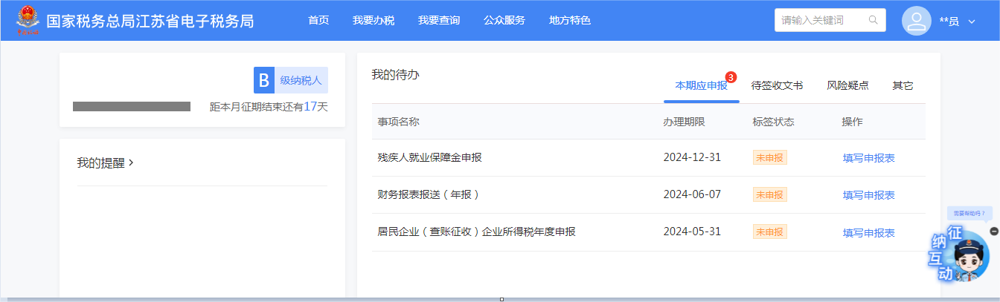 国家税务总局江苏省电子税务局 首页 我要办税 我要查询 公众服务 地方特色 请输入关键词 **员
B 级纳税人
距本月征期结束还有17天
我的提醒
我的待办 本期应申报 3 待签收文书 风险疑点 其它
事项名称 办理期限 标签状态 操作
残疾人就业保障金申报 2024-12-31 未申报 填写申报表
财务报表报送（年报） 2024-06-07 未申报 填写申报表
居民企业（查账征收）企业所得税年度申报 2024-05-31 未申报 填写申报表
需要帮助吗？
征纳互动